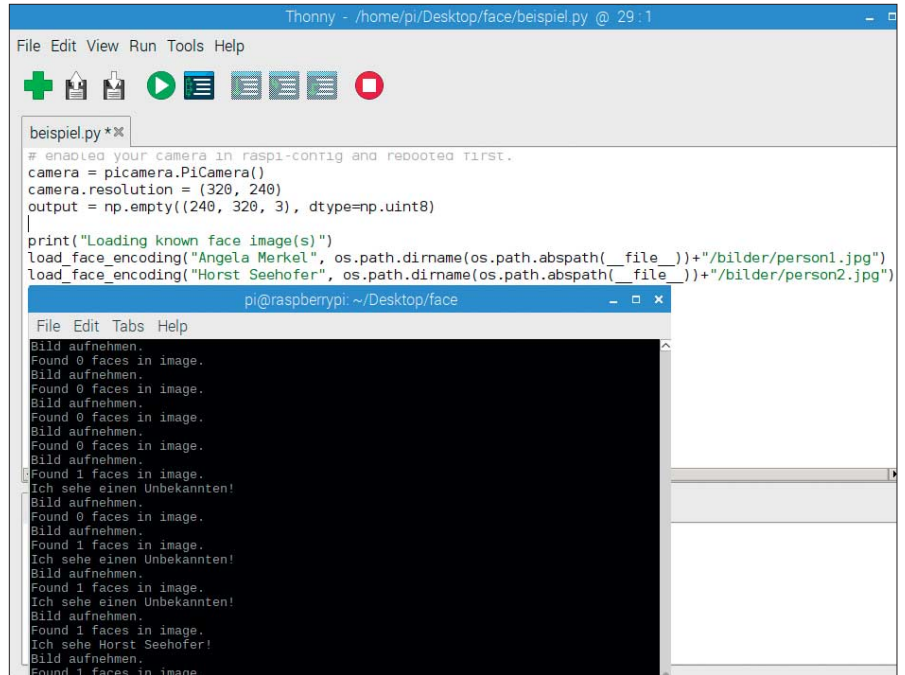 Thonny - /home/pi/Desktop/face/beispiel.py @ 29 : 1
File Edit View Run Tools Help
beispiel.py *
# enabled your camera in raspi-config and rebooted first.
camera = picamera.PiCamera()
camera.resolution = (320, 240)
output = np.empty((240, 320, 3), dtype=np.uint8)
print("Loading known face image(s)")
load_face_encoding("Angela Merkel", os.path.dirname(os.path.abspath(__file__))+"/bilder/person1.jpg")
load_face_encoding("Horst Seehofer", os.path.dirname(os.path.abspath(__file__))+"/bilder/person2.jpg")
pi@raspberrypi: ~/Desktop/face
File Edit Tabs Help
Bild aufnehmen.
Found 0 faces in image.
Bild aufnehmen.
Found 0 faces in image.
Bild aufnehmen.
Found 0 faces in image.
Bild aufnehmen.
Found 0 faces in image.
Bild aufnehmen.
Found 1 faces in image.
Ich sehe einen Unbekannten!
Bild aufnehmen.
Found 0 faces in image.
Bild aufnehmen.
Found 1 faces in image.
Ich sehe einen Unbekannten!
Bild aufnehmen.
Found 1 faces in image.
Ich sehe einen Unbekannten!
Bild aufnehmen.
Found 1 faces in image.
Ich sehe Horst Seehofer!
Bild aufnehmen.
Found 1 faces in image.